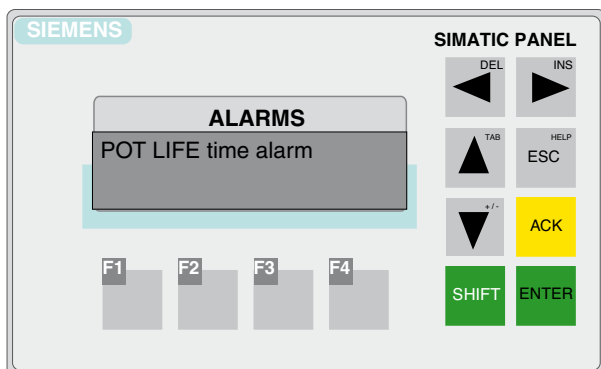 SIEMENS
SIMATIC PANEL
DEL
INS
ALARMS
POT LIFE time alarm
TAB
HELP
ESC
+ / -
ACK
F1
F2
F3
F4
SHIFT
ENTER